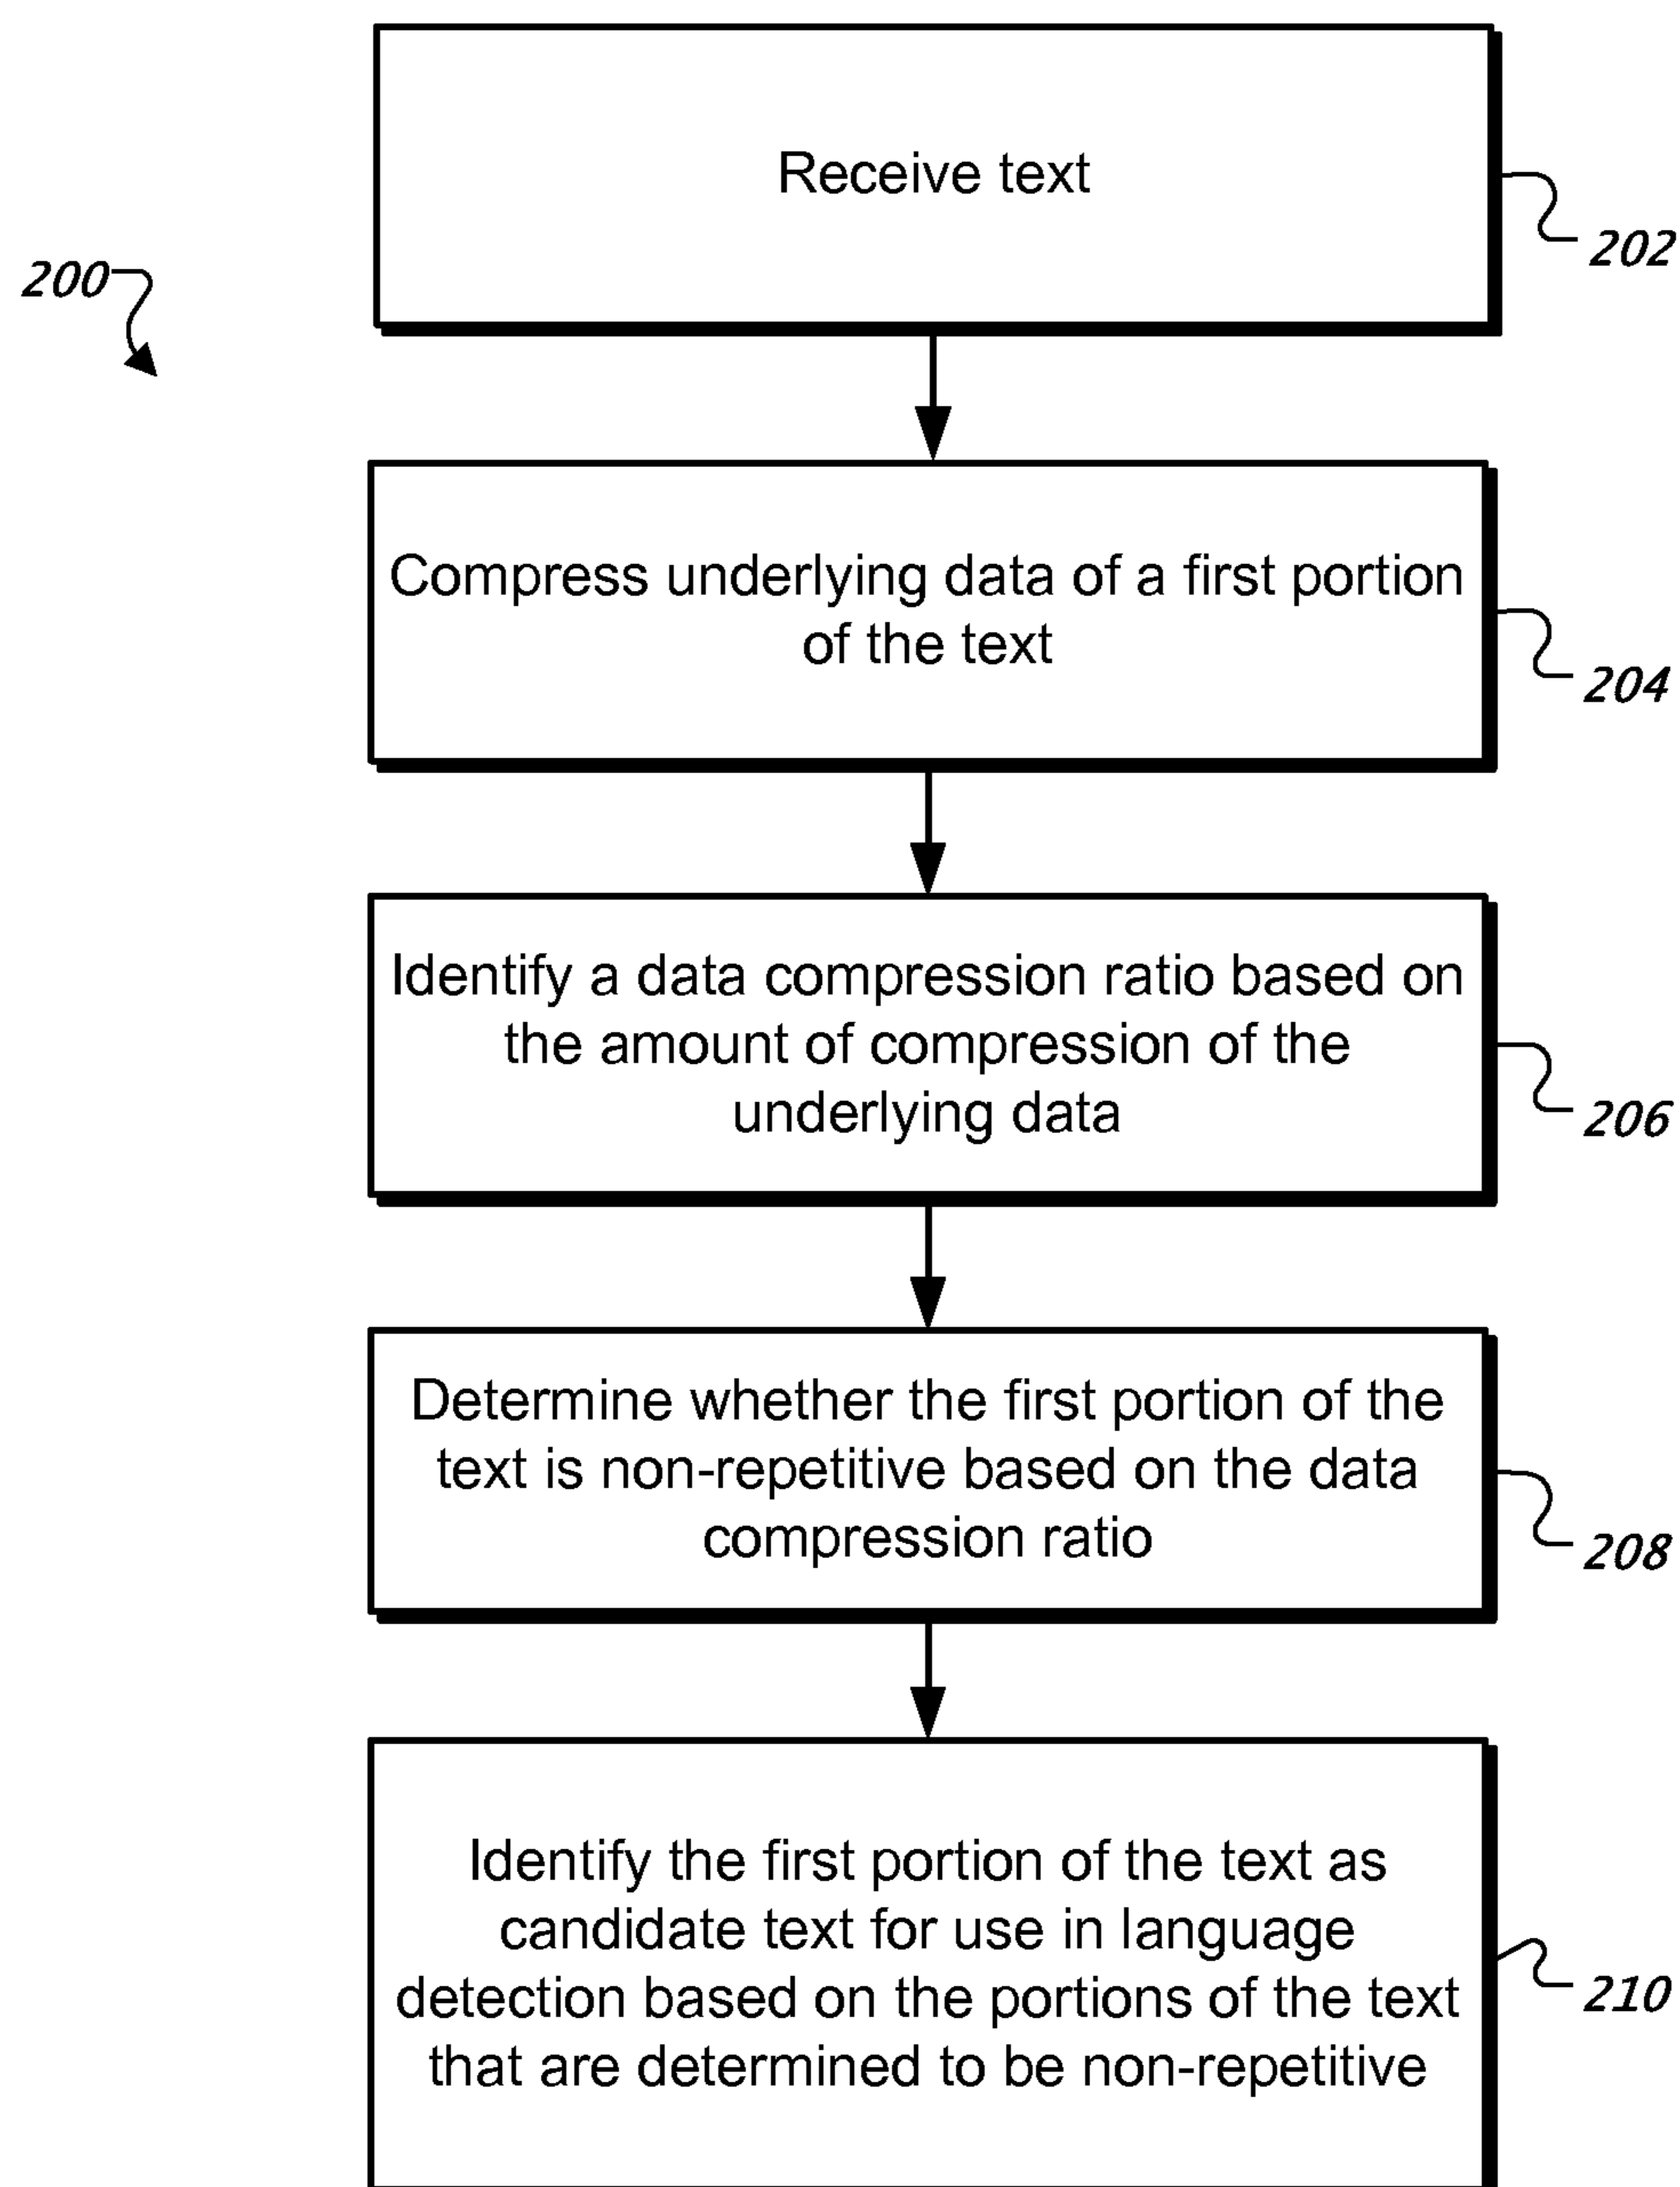 Receive text
202
200
Compress underlying data of a first portion
of the text
204
Identify a data compression ratio based on
the amount of compression of the
underlying data
206
Determine whether the first portion of the
text is non-repetitive based on the data
compression ratio
208
Identify the first portion of the text as
candidate text for use in language
detection based on the portions of the text
that are determined to be non-repetitive
210